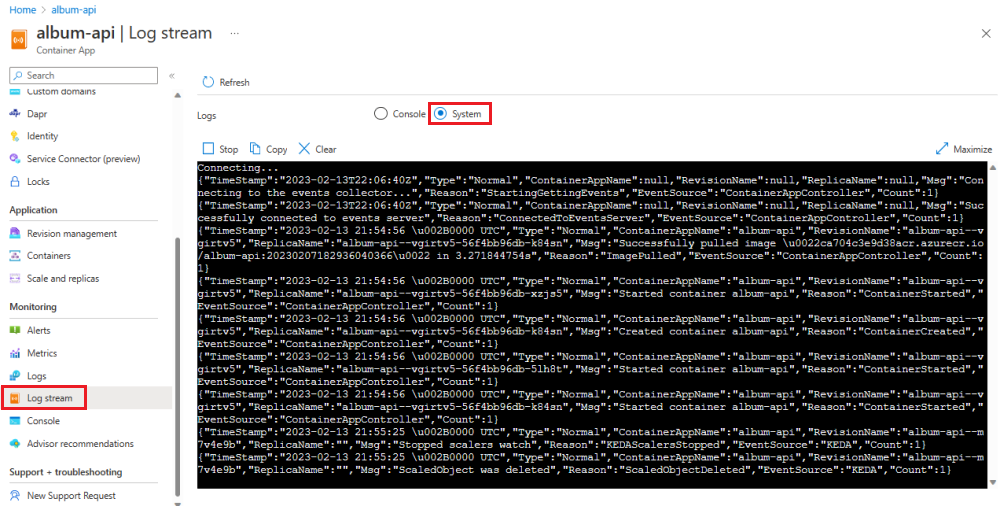 Home > album-api
album-api | Log stream ...
Container App
Search
«
Custom domains
Dapr
Identity
Service Connector (preview)
Locks
Application
Revision management
Containers
Scale and replicas
Monitoring
Alerts
Metrics
Logs
Log stream
Console
Advisor recommendations
Support + troubleshooting
New Support Request
Refresh
Logs Console System
Stop Copy Clear Maximize
Connecting...
{"TimeStamp":"2023-02-13T22:06:40Z","Type":"Normal","ContainerAppName":null,"RevisionName":null,"ReplicaName":null,"Msg":"Con
necting to the events collector...","Reason":"StartingGettingEvents","EventSource":"ContainerAppController","Count":1}
{"TimeStamp":"2023-02-13T22:06:40Z","Type":"Normal","ContainerAppName":null,"RevisionName":null,"ReplicaName":null,"Msg":"Suc
cessfully connected to events server","Reason":"ConnectedToEventsServer","EventSource":"ContainerAppController","Count":1}
{"TimeStamp":"2023-02-13 21:54:56 \u002B0000 UTC","Type":"Normal","ContainerAppName":"album-api","RevisionName":"album-api--v
girtv5","ReplicaName":"album-api--vgirtv5-56f4bb96db-k84sn","Msg":"Successfully pulled image \u0022ca704c3e9d38acr.azurecr.io
/album-api:20230207182936040366\u0022 in 3.271844754s","Reason":"ImagePulled","EventSource":"ContainerAppController","Count":
1}
{"TimeStamp":"2023-02-13 21:54:56 \u002B0000 UTC","Type":"Normal","ContainerAppName":"album-api","RevisionName":"album-api--v
girtv5","ReplicaName":"album-api--vgirtv5-56f4bb96db-xzjs5","Msg":"Started container album-api","Reason":"ContainerStarted","
EventSource":"ContainerAppController","Count":1}
{"TimeStamp":"2023-02-13 21:54:56 \u002B0000 UTC","Type":"Normal","ContainerAppName":"album-api","RevisionName":"album-api--v
girtv5","ReplicaName":"album-api--vgirtv5-56f4bb96db-k84sn","Msg":"Created container album-api","Reason":"ContainerCreated","
EventSource":"ContainerAppController","Count":1}
{"TimeStamp":"2023-02-13 21:54:56 \u002B0000 UTC","Type":"Normal","ContainerAppName":"album-api","RevisionName":"album-api--v
girtv5","ReplicaName":"album-api--vgirtv5-56f4bb96db-5lh8t","Msg":"Started container album-api","Reason":"ContainerStarted","
EventSource":"ContainerAppController","Count":1}
{"TimeStamp":"2023-02-13 21:54:56 \u002B0000 UTC","Type":"Normal","ContainerAppName":"album-api","RevisionName":"album-api--v
girtv5","ReplicaName":"album-api--vgirtv5-56f4bb96db-k84sn","Msg":"Started container album-api","Reason":"ContainerStarted","
EventSource":"ContainerAppController","Count":1}
{"TimeStamp":"2023-02-13 21:55:25 \u002B0000 UTC","Type":"Normal","ContainerAppName":"album-api","RevisionName":"album-api--m
7v4e9b","ReplicaName":"","Msg":"Stopped scalers watch","Reason":"KEDAScalersStopped","EventSource":"KEDA","Count":1}
{"TimeStamp":"2023-02-13 21:55:25 \u002B0000 UTC","Type":"Normal","ContainerAppName":"album-api","RevisionName":"album-api--m
7v4e9b","ReplicaName":"","Msg":"ScaledObject was deleted","Reason":"ScaledObjectDeleted","EventSource":"KEDA","Count":1}